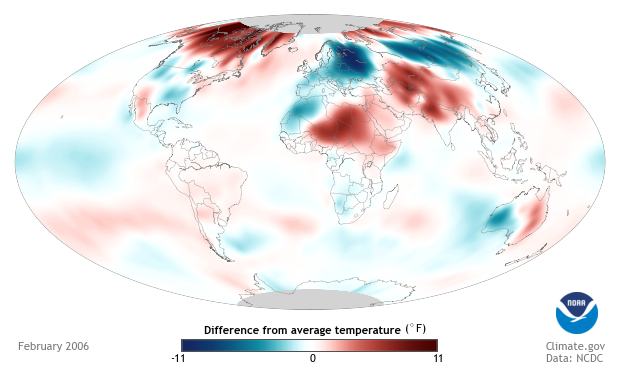 NOAA
Difference from average temperature (°F)
February 2006
-11 0 11
Climate.gov
Data: NCDC